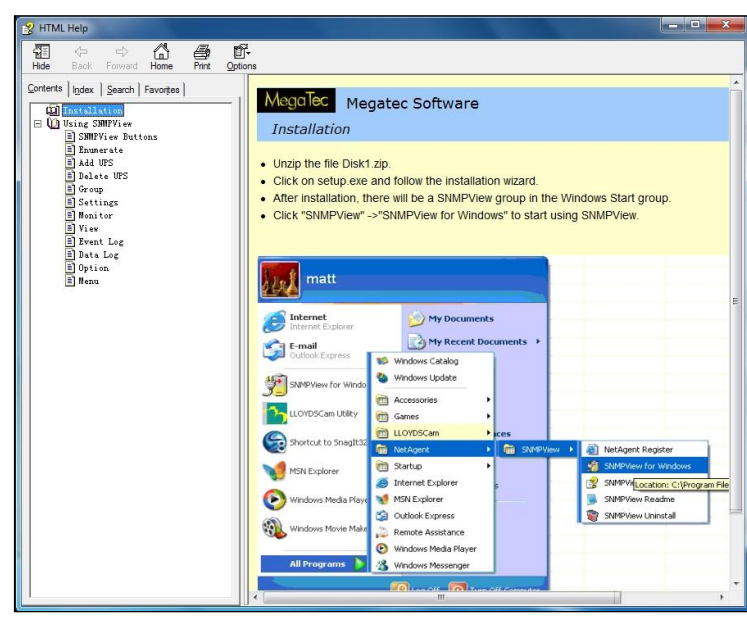 HTML Help
Hide Back Forward Home Print Options
Contents Index Search Favorites
Installation
Using SNMPView
SNMPView Buttons
Enumerate
Add UPS
Delete UPS
Group
Settings
Monitor
View
Event Log
Data Log
Option
Menu
MegaTec Megatec Software
Installation
• Unzip the file Disk1.zip.
• Click on setup.exe and follow the installation wizard.
• After installation, there will be a SNMPView group in the Windows Start group.
• Click "SNMPView" ->"SNMPView for Windows" to start using SNMPView.
matt
Internet
Internet Explorer
E-mail
Outlook Express
SNMPView for Windo
LLOYDSCam Utility
Shortcut to SnagIt32
MSN Explorer
Windows Media Playe
Windows Movie Make
All Programs
My Documents
My Recent Documents
Windows Catalog
Windows Update
Accessories
Games
LLOYDSCam
NetAgent
Startup
Internet Explorer
MSN Explorer
Outlook Express
Remote Assistance
Windows Media Player
Windows Messenger
SNMPView
NetAgent Register
SNMPView for Windows
Location: C:\Program File
SNMPView Readme
SNMPView Uninstall
Log Off Turn Off Computer